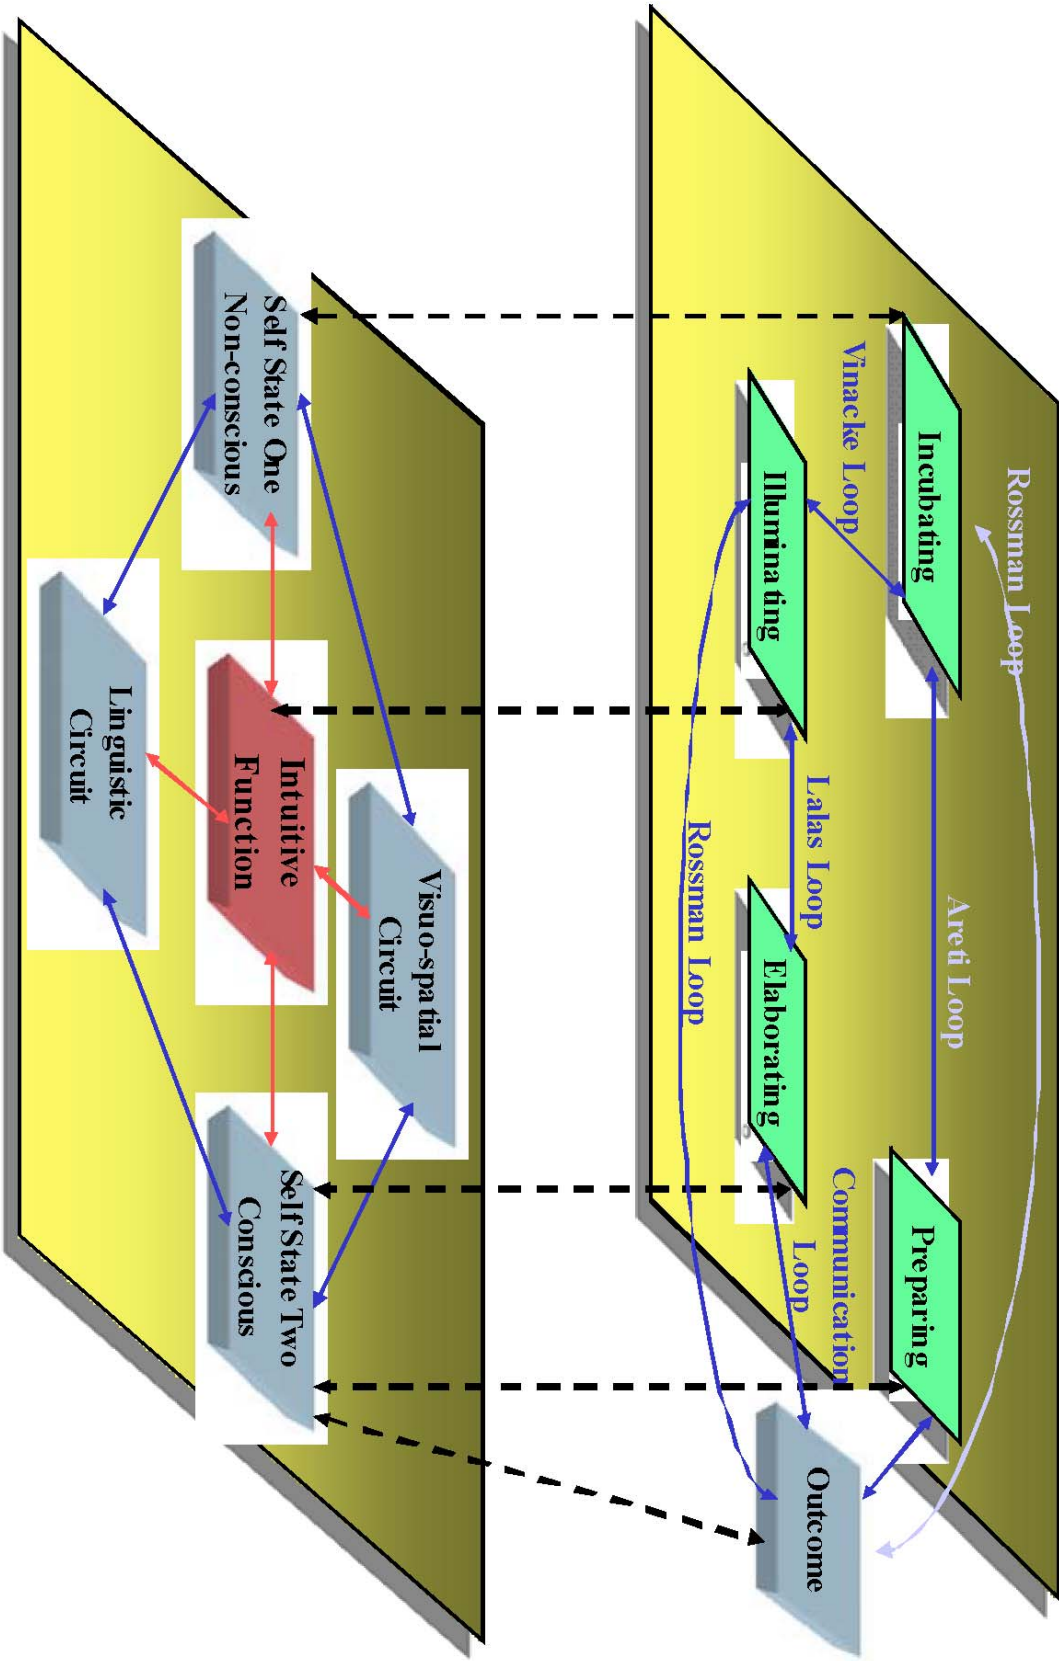 Rossman Loop
Areti Loop
Incubating
Preparing
Vinacke Loop
Lalas Loop
Communication
Loop
Illuminating
Elaborating
Outcome
Rossman Loop
Visuo-spatial
Circuit
Self State One
Non-conscious
Intuitive
Function
Self State Two
Conscious
Linguistic
Circuit